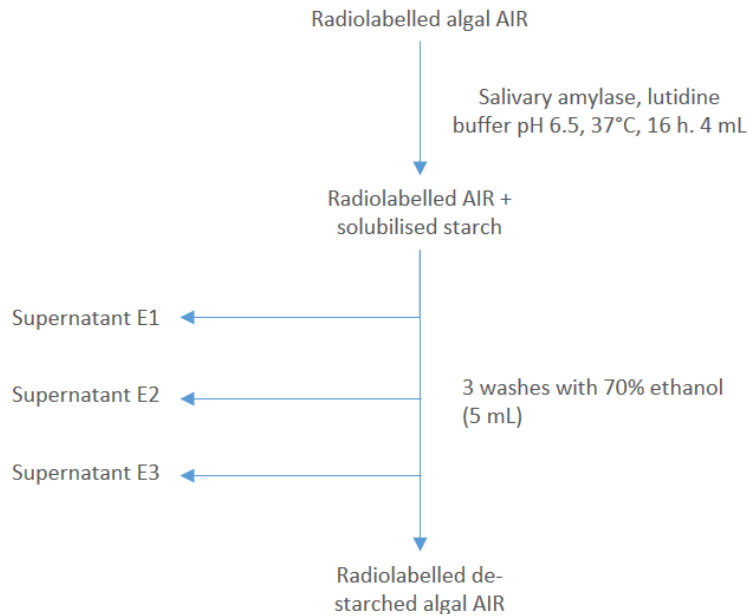 Radiolabelled algal AIR
Salivary amylase, lutidine
buffer pH 6.5, 37°C, 16 h. 4 mL
Radiolabelled AIR +
solubilised starch
Supernatant E1
Supernatant E2
3 washes with 70% ethanol
(5 mL)
Supernatant E3
Radiolabelled de-
starched algal AIR